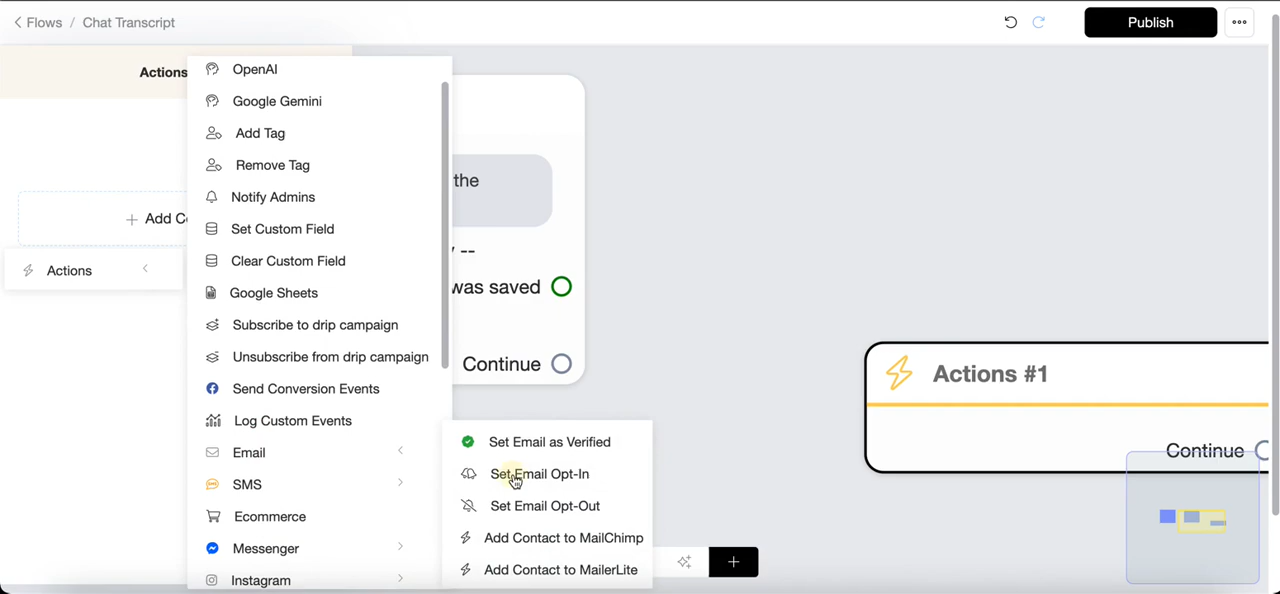 Flows / Chat Transcript
Publish
Actions
OpenAI
Google Gemini
Add Tag
Remove Tag
Notify Admins
Set Custom Field
Clear Custom Field
Google Sheets
Subscribe to drip campaign
Unsubscribe from drip campaign
Send Conversion Events
Log Custom Events
Email
SMS
Ecommerce
Messenger
Instagram
+ Add Co
Actions
the
--
was saved
Continue
Set Email as Verified
Set Email Opt-In
Set Email Opt-Out
Add Contact to MailChimp
Add Contact to MailerLite
Actions #1
Continue